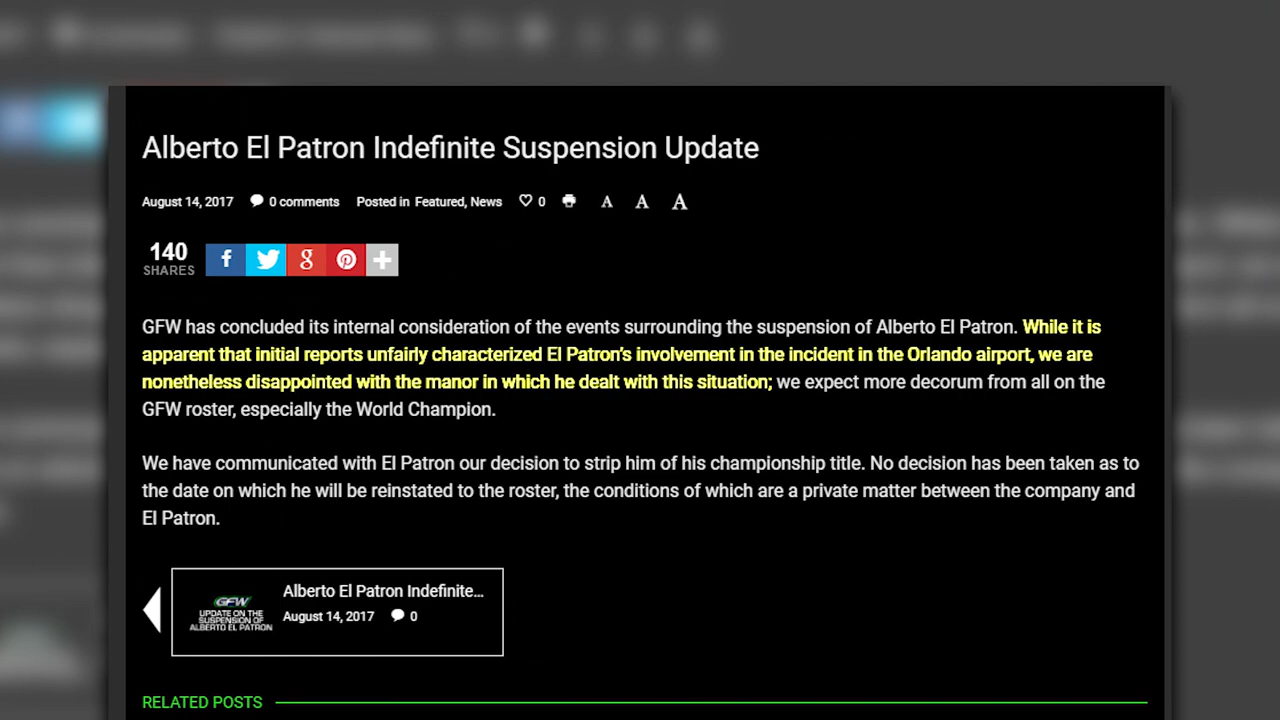 Alberto El Patron Indefinite Suspension Update
August 14, 2017 0 comments Posted in Featured, News 0 A A A
140
SHARES
GFW has concluded its internal consideration of the events surrounding the suspension of Alberto El Patron. While it is
apparent that initial reports unfairly characterized El Patron's involvement in the incident in the Orlando airport, we are
nonetheless disappointed with the manor in which he dealt with this situation; we expect more decorum from all on the
GFW roster, especially the World Champion.
We have communicated with El Patron our decision to strip him of his championship title. No decision has been taken as to
the date on which he will be reinstated to the roster, the conditions of which are a private matter between the company and
El Patron.
Alberto El Patron Indefinite...
August 14, 2017 0
GFW
UPDATE ON THE
SUSPENSION OF
ALBERTO EL PATRON
RELATED POSTS